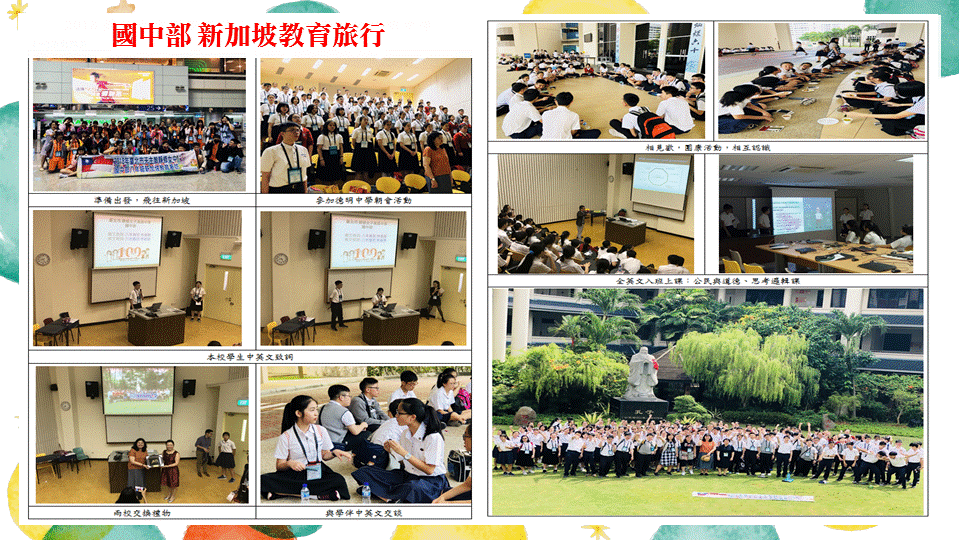 國中部 新加坡教育旅行
準備出發，飛往新加坡
參加德明中學朝會活動
本校學生中英文致詞
兩校交換禮物
與學伴中英文交談
相見歡，團康活動，相互認識
全英文入班上課：公民與道德、思考邏輯課